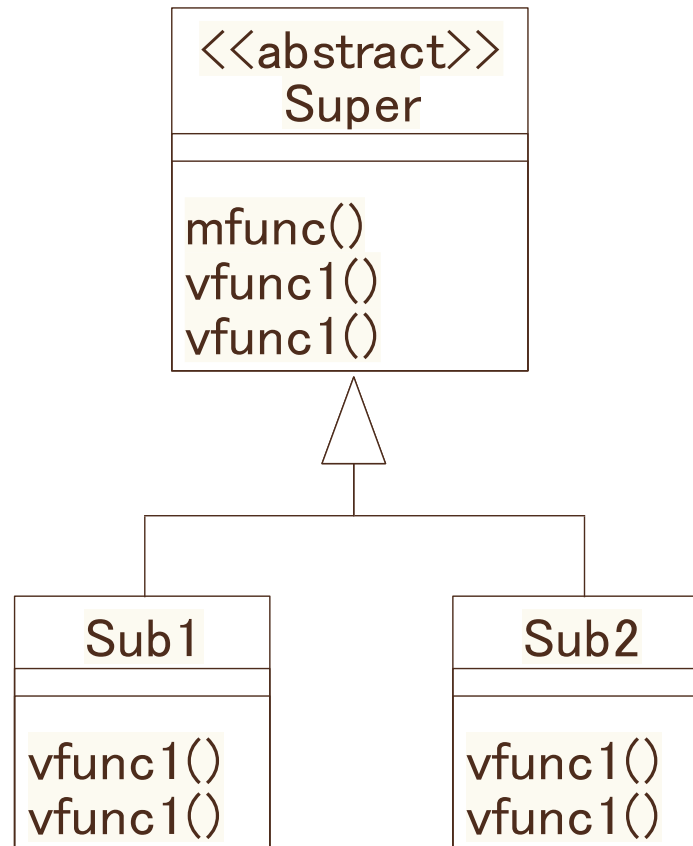 <<abstract>>
Super
mfunc()
vfunc1()
vfunc1()
Sub1
vfunc1()
vfunc1()
Sub2
vfunc1()
vfunc1()